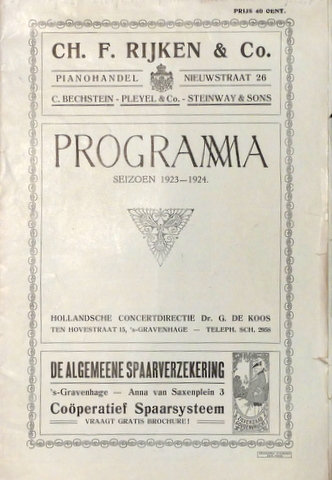 PRIJS 40 CENT.
CH. F. RIJKEN & Co.
PIANOHANDEL NIEUWSTRAAT 26
C. BECHSTEIN - PLEYEL & Co. - STEINWAY & SONS
PROGRAMMA
SEIZOEN 1923—1924.
HOLLANDSCHE CONCERTDIRECTIE Dr. G. DE KOOS
TEN HOVESTRAAT 15, 's-GRAVENHAGE — TELEPH. SCH. 2958
DE ALGEMEENE SPAARVERZEKERING
's-Gravenhage — Anna van Saxenplein 3
Coöperatief Spaarsysteem
VRAAGT GRATIS BROCHURE!